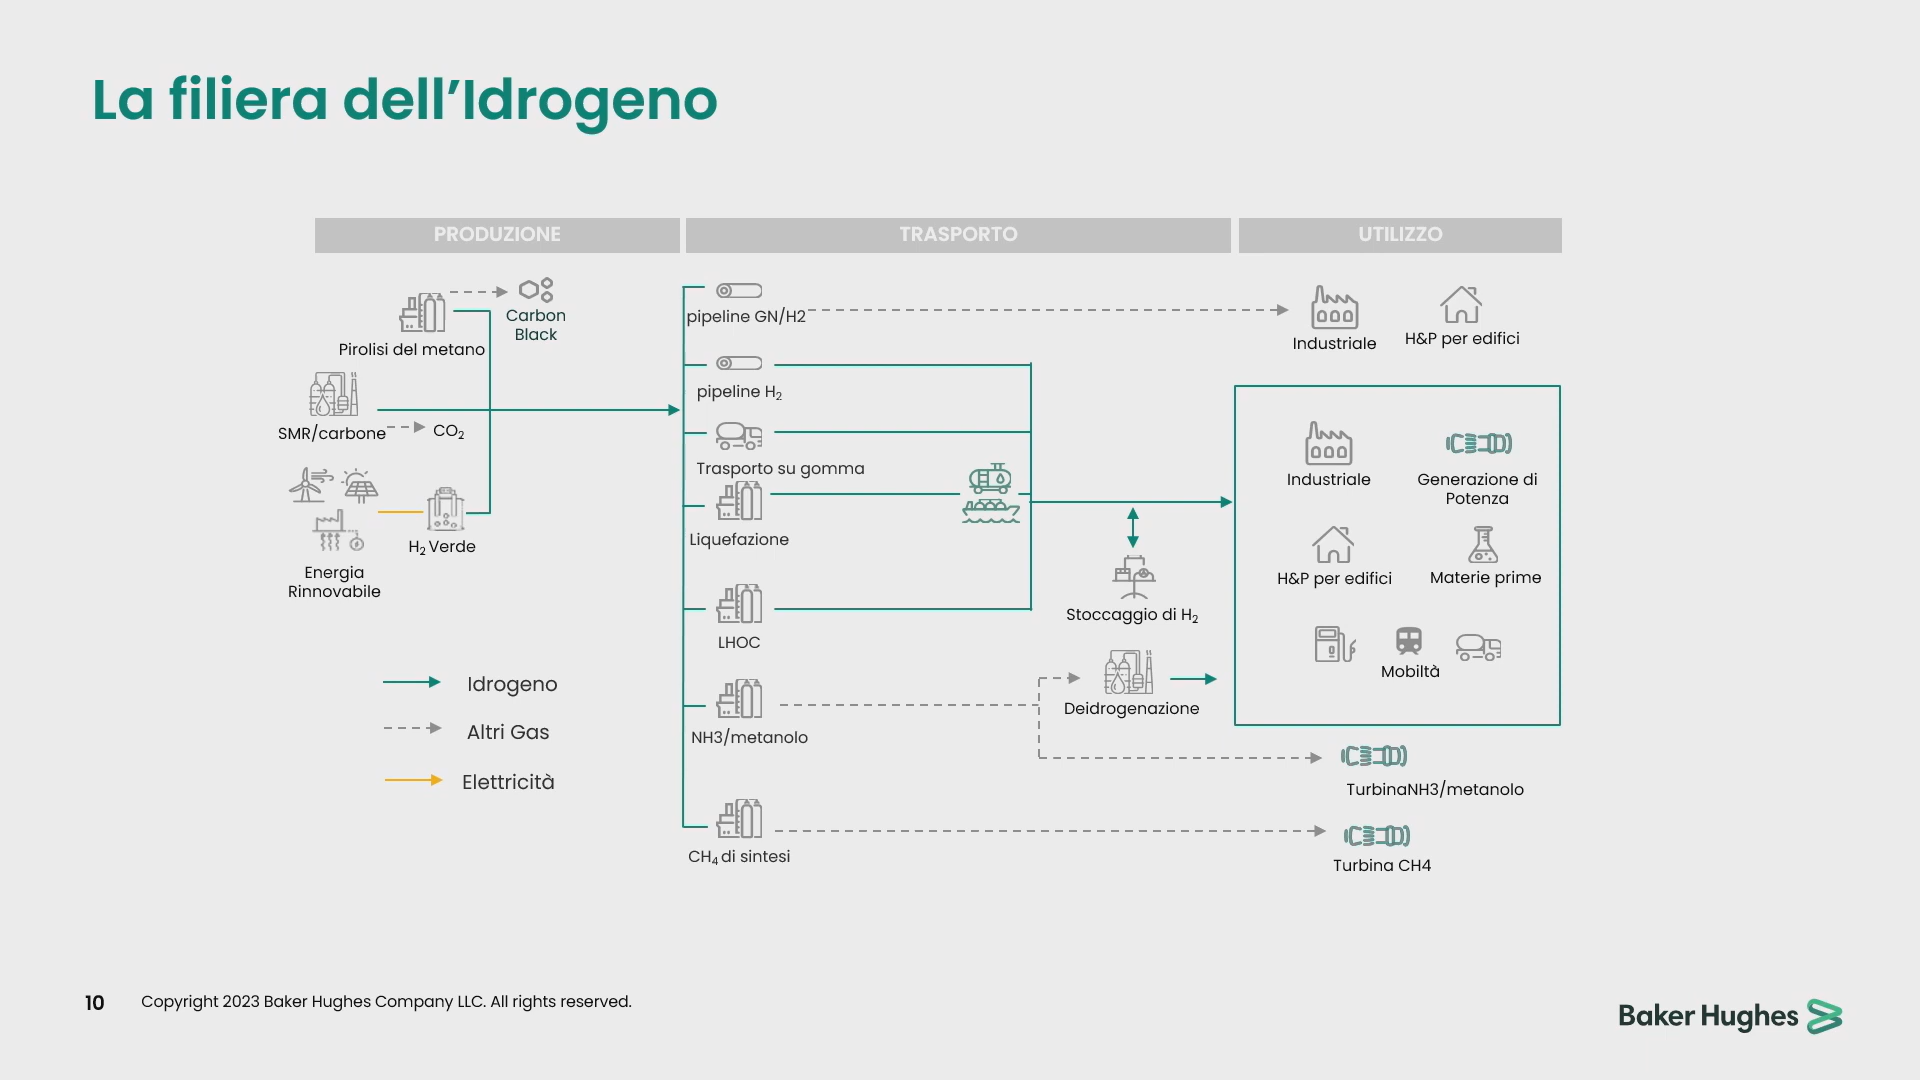 La filiera dell’Idrogeno
PRODUZIONE
TRASPORTO
UTILIZZO
Carbon
Black
Pirolisi del metano
SMR/carbone
CO₂
H₂ Verde
Energia
Rinnovabile
Idrogeno
Altri Gas
Elettricità
pipeline GN/H2
pipeline H₂
Trasporto su gomma
Liquefazione
LHOC
NH3/metanolo
CH₄ di sintesi
Stoccaggio di H₂
Deidrogenazione
Industriale
H&P per edifici
Industriale
Generazione di
Potenza
H&P per edifici
Materie prime
Mobiltà
TurbinaNH3/metanolo
Turbina CH4
10
Copyright 2023 Baker Hughes Company LLC. All rights reserved.
Baker Hughes